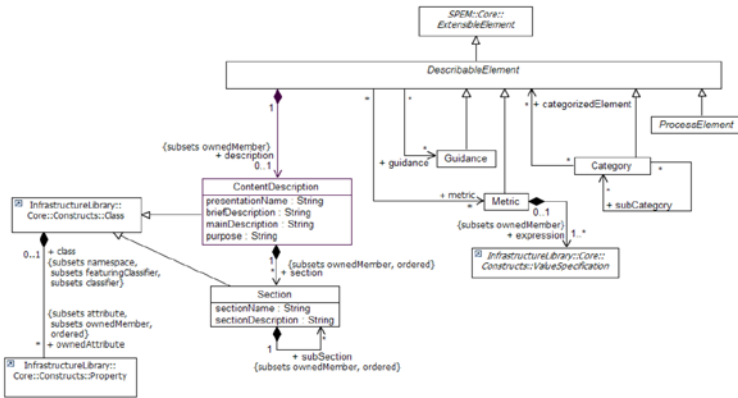 SPEM::Core::
ExtensibleElement
DescribableElement
1
*
*
*
+ categorizedElement
ProcessElement
{subsets ownedMember}
+ description
0..1
*
+ guidance
Guidance
*
Category
*
*
+ subCategory
ContentDescription
presentationName : String
briefDescription : String
mainDescription : String
purpose : String
+ metric
*
Metric
0..1
{subsets ownedMember}
+ expression
1..*
InfrastructureLibrary::Core::
Constructs::ValueSpecification
InfrastructureLibrary::
Core::Constructs::Class
0..1
+ class
{subsets namespace,
subsets featuringClassifier,
subsets classifier}
1
{subsets ownedMember, ordered}
*
+ section
Section
sectionName : String
sectionDescription : String
1
*
+ subSection
{subsets ownedMember, ordered}
{subsets attribute,
subsets ownedMember,
ordered}
*
+ ownedAttribute
InfrastructureLibrary::
Core::Constructs::Property